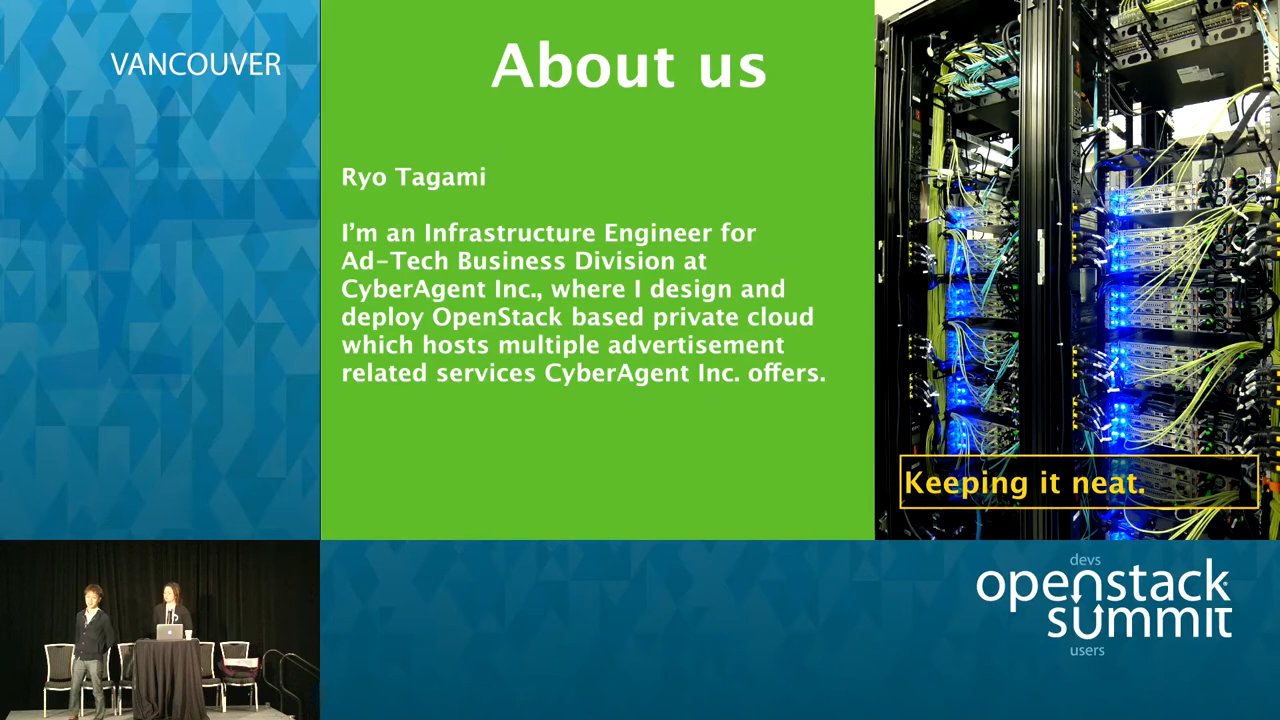 VANCOUVER
About us
Ryo Tagami
I'm an Infrastructure Engineer for
Ad-Tech Business Division at
CyberAgent Inc., where I design and
deploy OpenStack based private cloud
which hosts multiple advertisement
related services CyberAgent Inc. offers.
Keeping it neat.
devs
openstack
summit
users